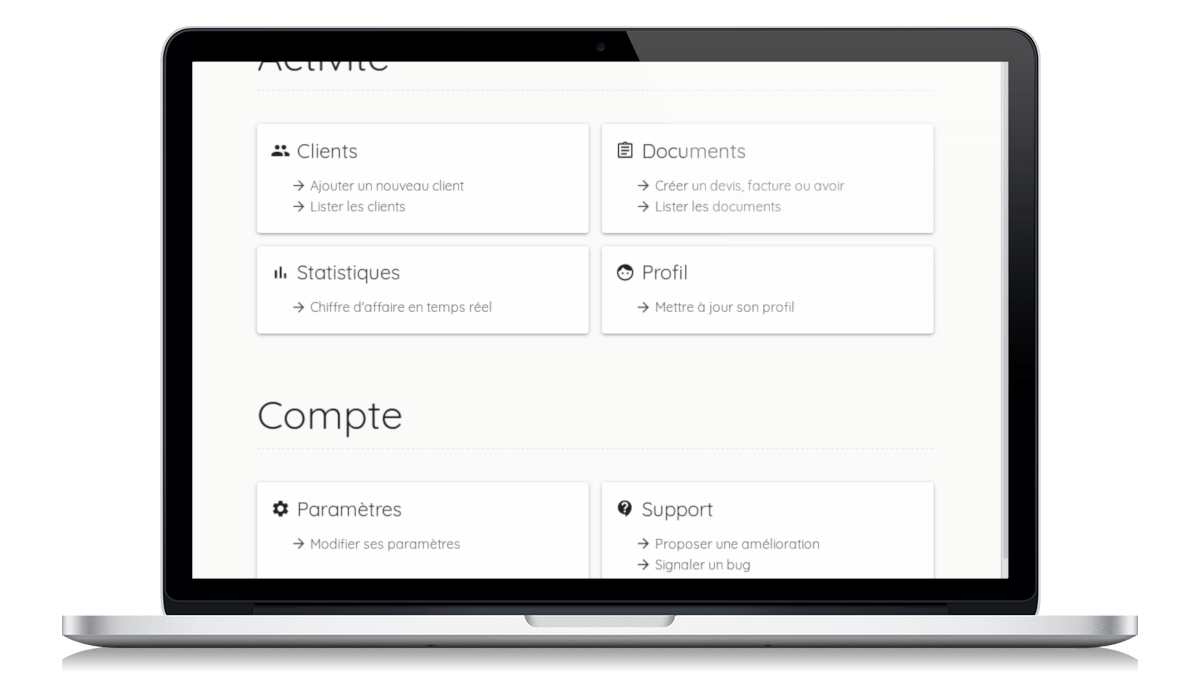 Activité
Clients
Ajouter un nouveau client
Lister les clients
Documents
Créer un devis, facture ou avoir
Lister les documents
Statistiques
Chiffre d'affaire en temps réel
Profil
Mettre à jour son profil
Compte
Paramètres
Modifier ses paramètres
Support
Proposer une amélioration
Signaler un bug